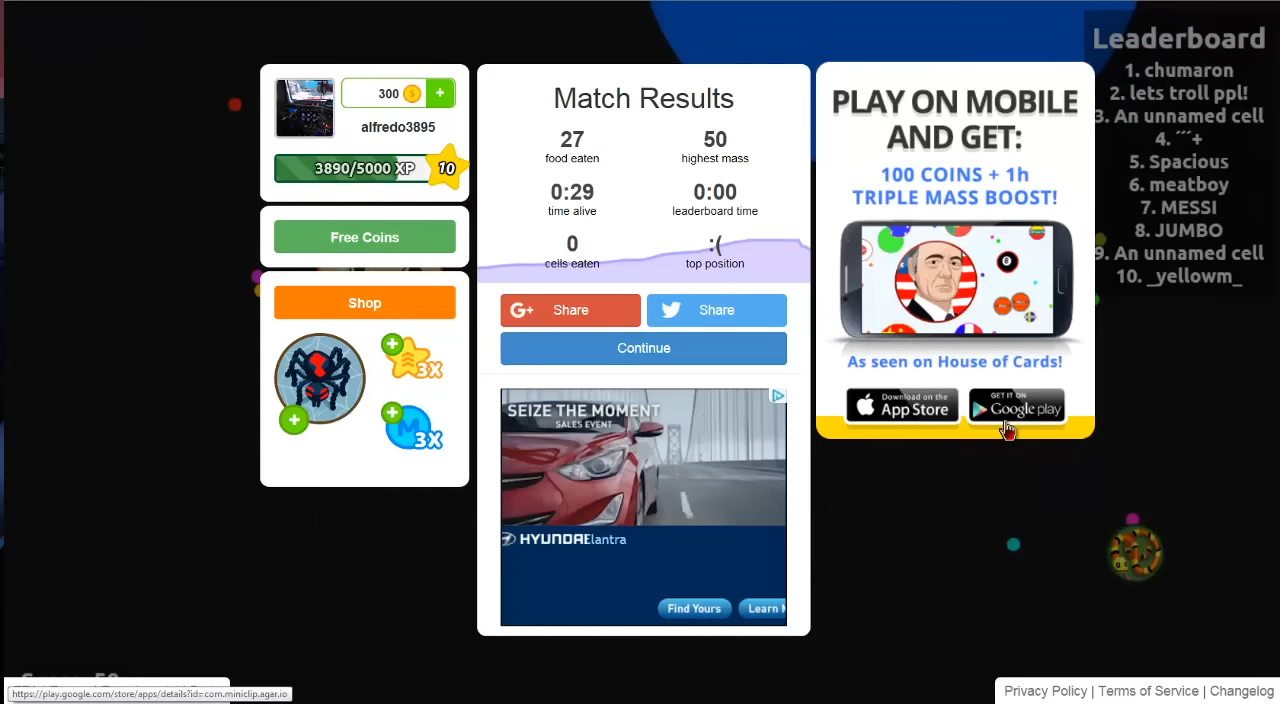 300
+
alfredo3895
3890/5000 XP
10
Free Coins
Shop
3X
M
3X
Match Results
27
food eaten
50
highest mass
0:29
time alive
0:00
leaderboard time
0
cells eaten
:(
top position
G+ Share
Share
Continue
SEIZE THE MOMENT
SALES EVENT
HYUNDAI elantra
Find Yours
Learn
PLAY ON MOBILE
AND GET:
100 COINS + 1h
TRIPLE MASS BOOST!
8
As seen on House of Cards!
Download on the
App Store
GET IT ON
Google play
Leaderboard
1. chumaron
2. lets troll ppl!
3. An unnamed cell
4. ˝˝+
5. Spacious
6. meatboy
7. MESSI
8. JUMBO
9. An unnamed cell
10. _yellowm_
https://play.google.com/store/apps/details?id=com.miniclip.agar.io
Privacy Policy | Terms of Service | Changelog